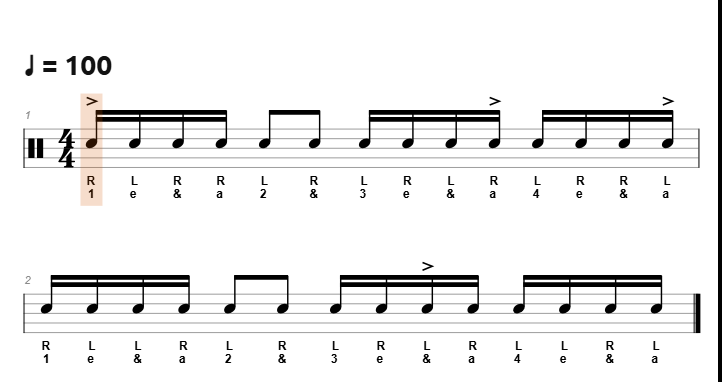 ♩ = 100
1
4
4
R L R R L R L R L R L R R L
1 e & a 2 & 3 e & a 4 e & a
2
R L L R L R L R L R L L R L
1 e & a 2 & 3 e & a 4 e & a